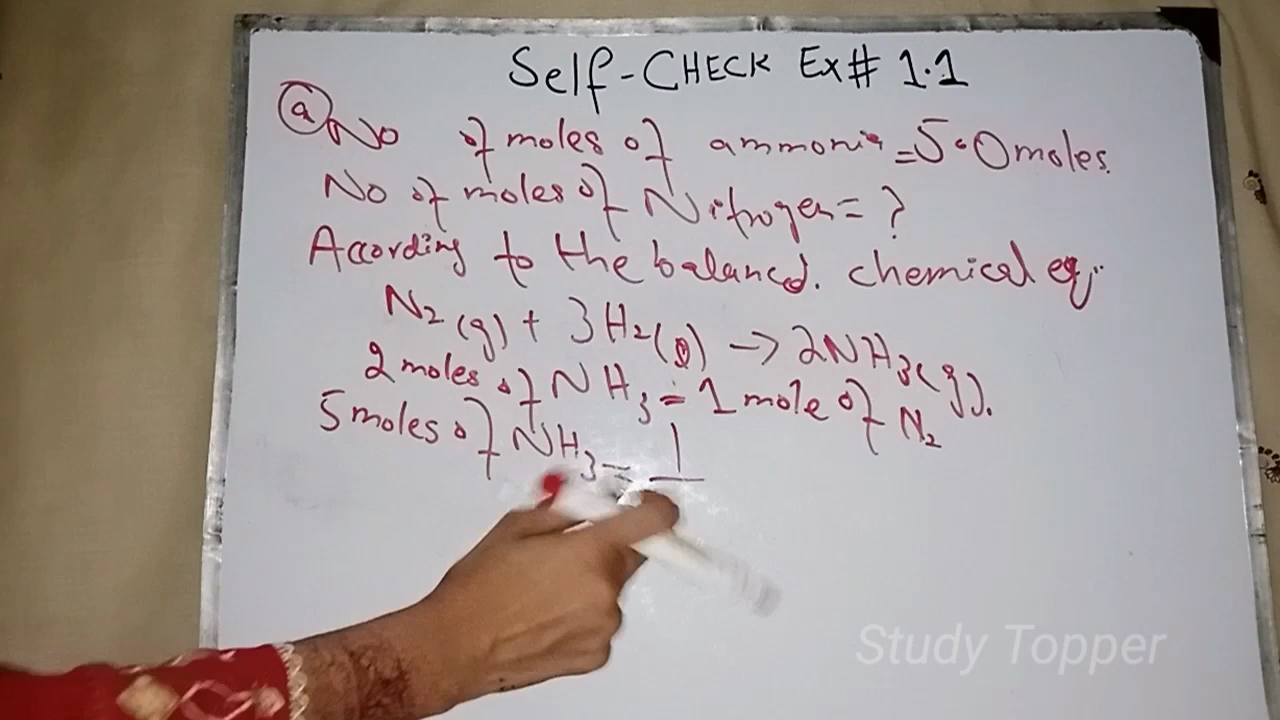 Self-CHECK Ex# 1.1
a No of moles of ammonia = 5.0 moles.
No of moles of Nitrogen = ?
According to the balanced. chemical eq:
N₂(g) + 3H₂(g) → 2NH₃(g).
2 moles of NH₃ = 1 mole of N₂
5 moles of NH₃ = 1
Study Topper